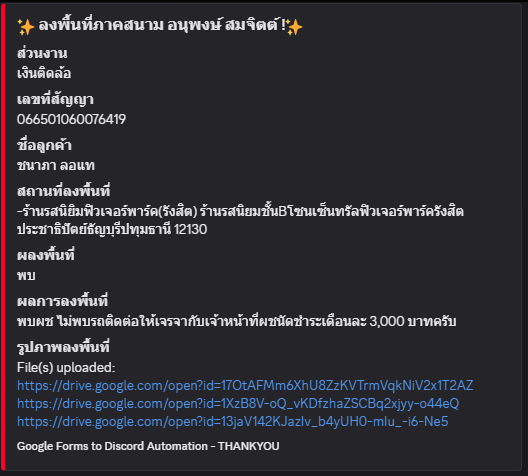 ✨ ลงพื้นที่ภาคสนาม อนุพงษ์ สมจิตต์ !✨
ส่วนงาน
เงินติดล้อ
เลขที่สัญญา
066501060076419
ชื่อลูกค้า
ชนาภา ลอแท
สถานที่ลงพื้นที่
-ร้านรสนิยิมฟิวเจอร์พาร์ค(รังสิต) ร้านรสนิยมชั้นBโซนเซ็นทรัลฟิวเจอร์พาร์ครังสิต
ประชาธิปัตย์ธัญบุรีปทุมธานี 12130
ผลงพื้นที่
พบ
ผลการลงพื้นที่
พบผช ไม่พบรถติดต่อให้เจรจากับเจ้าหน้าที่ผชนัดชำระเดือนละ 3,000 บาทครับ
รูปภาพลงพื้นที่
File(s) uploaded:
https://drive.google.com/open?id=17OtAFMm6XhU8ZzKVTrmVqkNiV2x1T2AZ
https://drive.google.com/open?id=1XzB8V-oQ_vKDfzhaZSCBq2xjyy-o44eQ
https://drive.google.com/open?id=13jaV142KJazIv_b4yUH0-mlu_-i6-Ne5
Google Forms to Discord Automation - THANKYOU